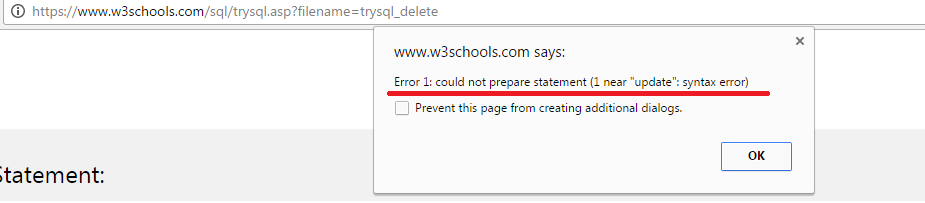 https://www.w3schools.com/sql/trysql.asp?filename=trysql_delete
www.w3schools.com says:
Error 1: could not prepare statement (1 near "update": syntax error)
Prevent this page from creating additional dialogs.
OK
Statement: